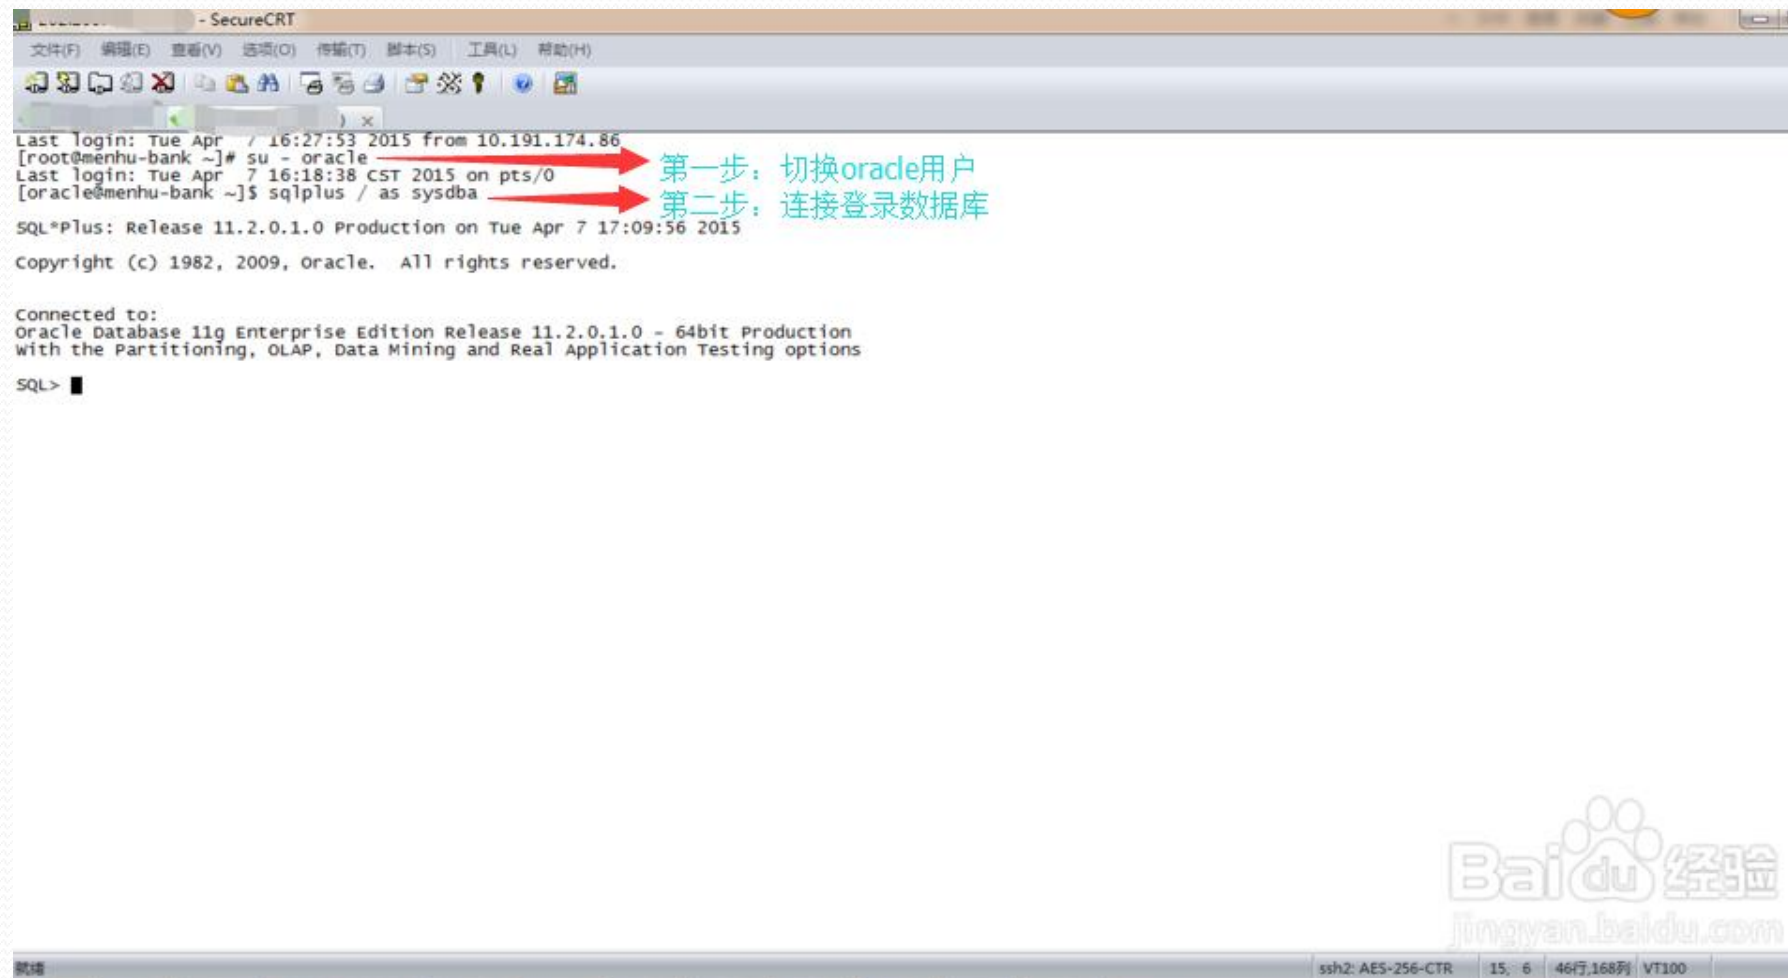 - SecureCRT
文件(F) 编辑(E) 查看(V) 选项(O) 传输(T) 脚本(S) 工具(L) 帮助(H)
Last login: Tue Apr  7 16:27:53 2015 from 10.191.174.86
[root@menhu-bank ~]# su - oracle
第一步：切换oracle用户
Last login: Tue Apr  7 16:18:38 CST 2015 on pts/0
[oracle@menhu-bank ~]$ sqlplus / as sysdba
第二步：连接登录数据库
SQL*Plus: Release 11.2.0.1.0 Production on Tue Apr 7 17:09:56 2015
Copyright (c) 1982, 2009, Oracle.  All rights reserved.
Connected to:
Oracle Database 11g Enterprise Edition Release 11.2.0.1.0 - 64bit Production
With the Partitioning, OLAP, Data Mining and Real Application Testing options
SQL>
Baidu 经验
jingyan.baidu.com
就绪 ssh2: AES-256-CTR 15, 6 46行,168列 VT100